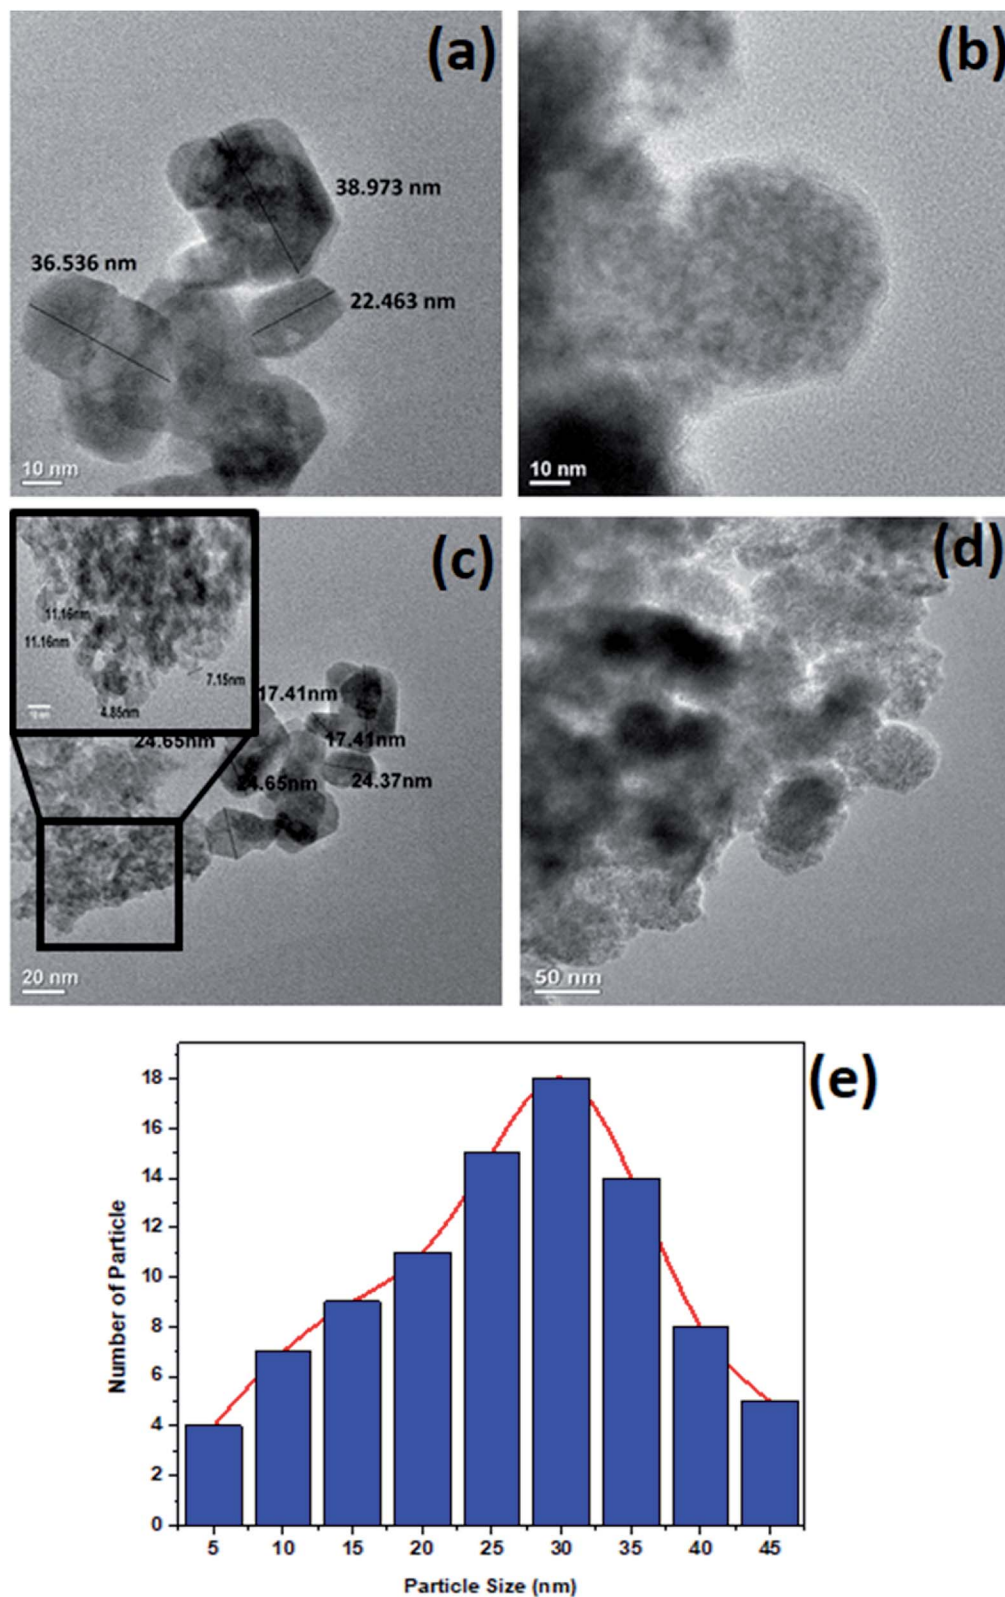 (a)
38.973 nm
36.536 nm
22.463 nm
10 nm
(b)
10 nm
(c)
11.16nm
11.16nm
7.15nm
4.85nm
17.41nm
24.65nm
17.41nm
24.65nm
24.37nm
20 nm
(d)
50 nm
(e)
18
16
14
12
10
8
6
4
2
0
Number of Particle
5 10 15 20 25 30 35 40 45
Particle Size (nm)